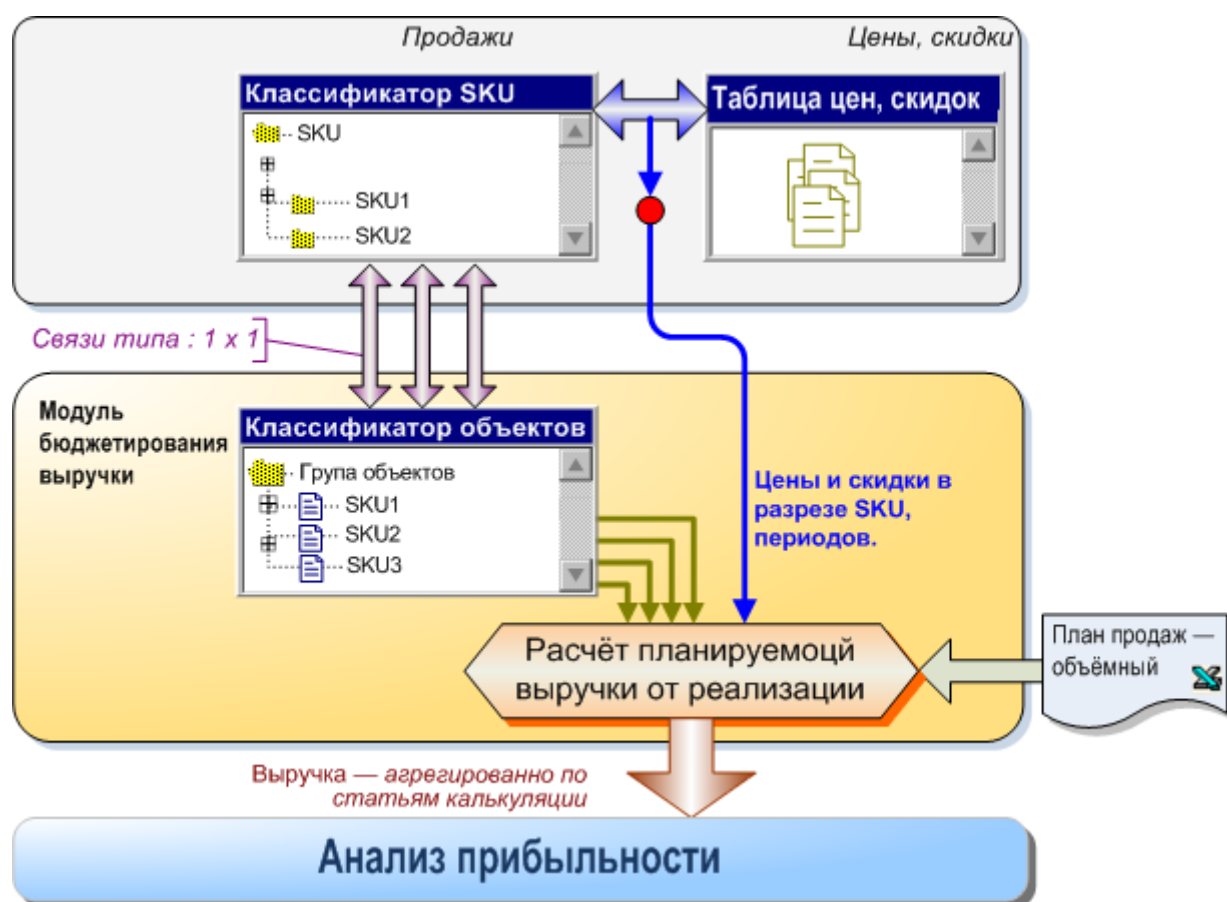 Продажи
Цены, скидки
Классификатор SKU
SKU
SKU1
SKU2
Таблица цен, скидок
Связи типа : 1 x 1
Модуль
бюджетирования
выручки
Классификатор объектов
Група объектов
SKU1
SKU2
SKU3
Цены и скидки в
разрезе SKU,
периодов.
Расчёт планируемоцй
выручки от реализации
План продаж —
объёмный
Выручка — агрегированно по
статьям калькуляции
Анализ прибыльности